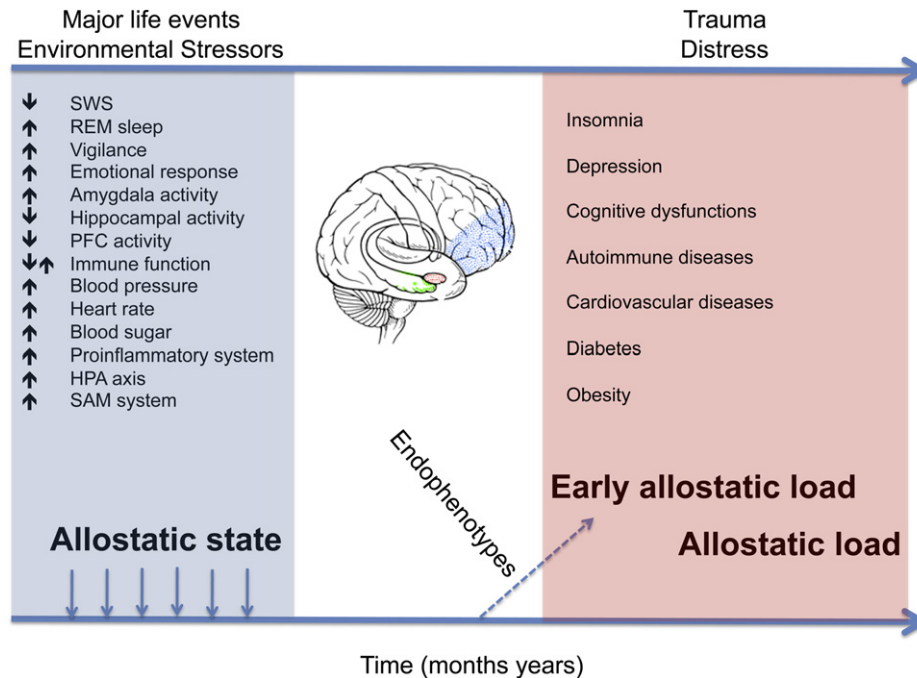 Major life events
Environmental Stressors
Trauma
Distress
SWS
REM sleep
Vigilance
Emotional response
Amygdala activity
Hippocampal activity
PFC activity
Immune function
Blood pressure
Heart rate
Blood sugar
Proinflammatory system
HPA axis
SAM system
Insomnia
Depression
Cognitive dysfunctions
Autoimmune diseases
Cardiovascular diseases
Diabetes
Obesity
Endophenotypes
Early allostatic load
Allostatic state
Allostatic load
Time (months years)